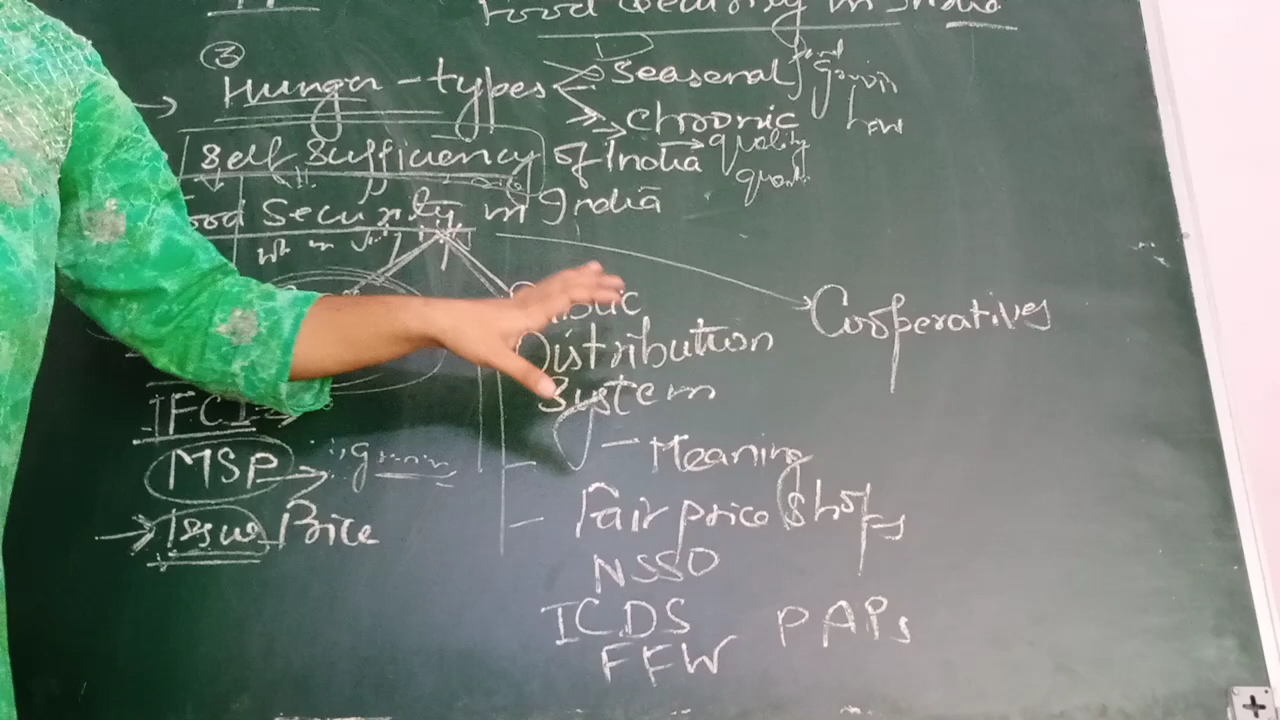 Food Security in India
③
→ Hunger - types Seasonal
→ chronic
Self Sufficiency of India → quality
Food Security in India
Public
Distribution
System
Cooperatives
- Meaning
- Fair price shops
NSSO
ICDS PAPs
FFW
IFCI →
MSP →
→ Issue Price